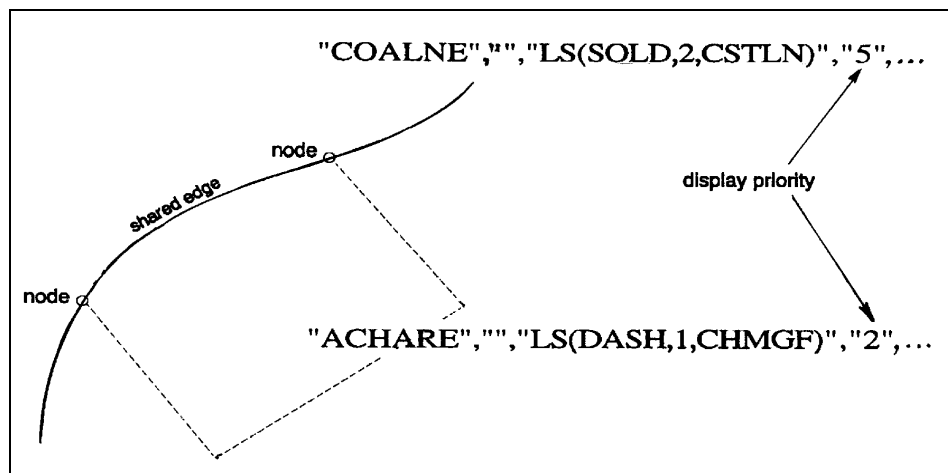 "COALNE","","LS(SOLD,2,CSTLN)","5",...
node
shared edge
display priority
node
"ACHARE","","LS(DASH,1,CHMGF)","2",...